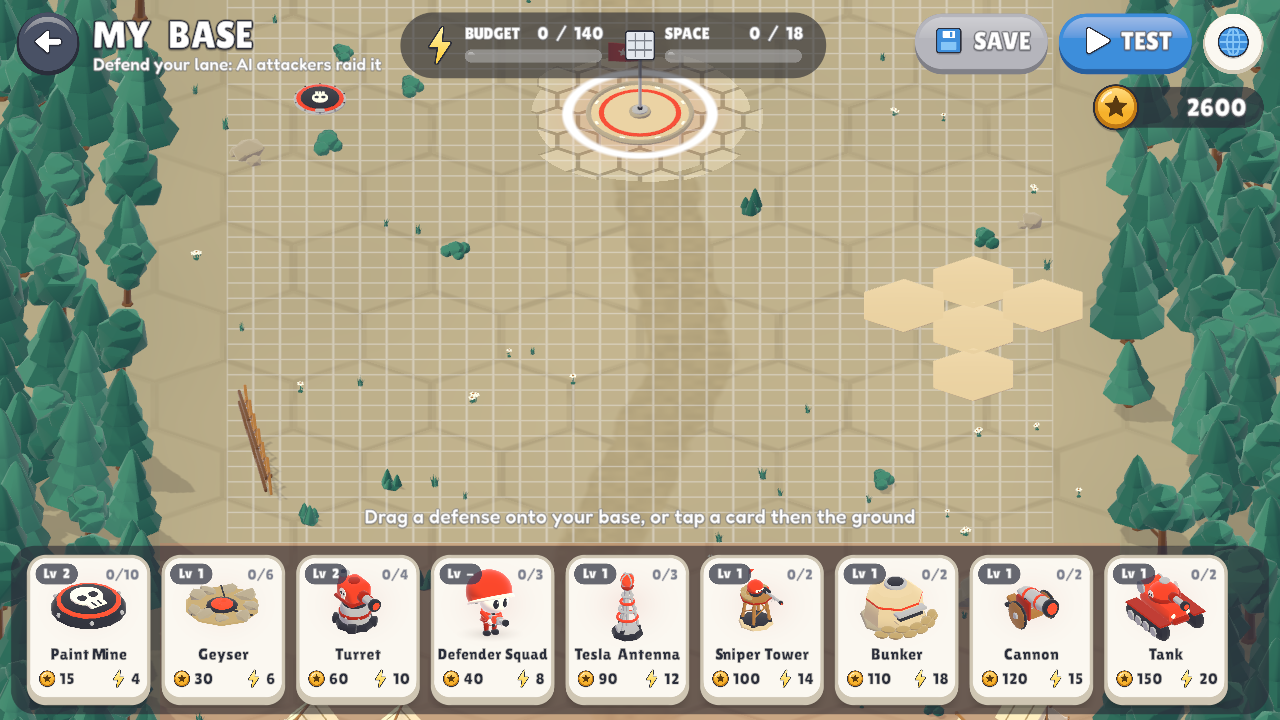 MY BASE
Defend your lane: AI attackers raid it
BUDGET 0 / 140
SPACE 0 / 18
SAVE
TEST
2600
Drag a defense onto your base, or tap a card then the ground
Lv 2 0/10
Paint Mine
15 4
Lv 1 0/6
Geyser
30 6
Lv 2 0/4
Turret
60 10
Lv – 0/3
Defender Squad
40 8
Lv 1 0/3
Tesla Antenna
90 12
Lv 1 0/2
Sniper Tower
100 14
Lv 1 0/2
Bunker
110 18
Lv 1 0/2
Cannon
120 15
Lv 1 0/2
Tank
150 20